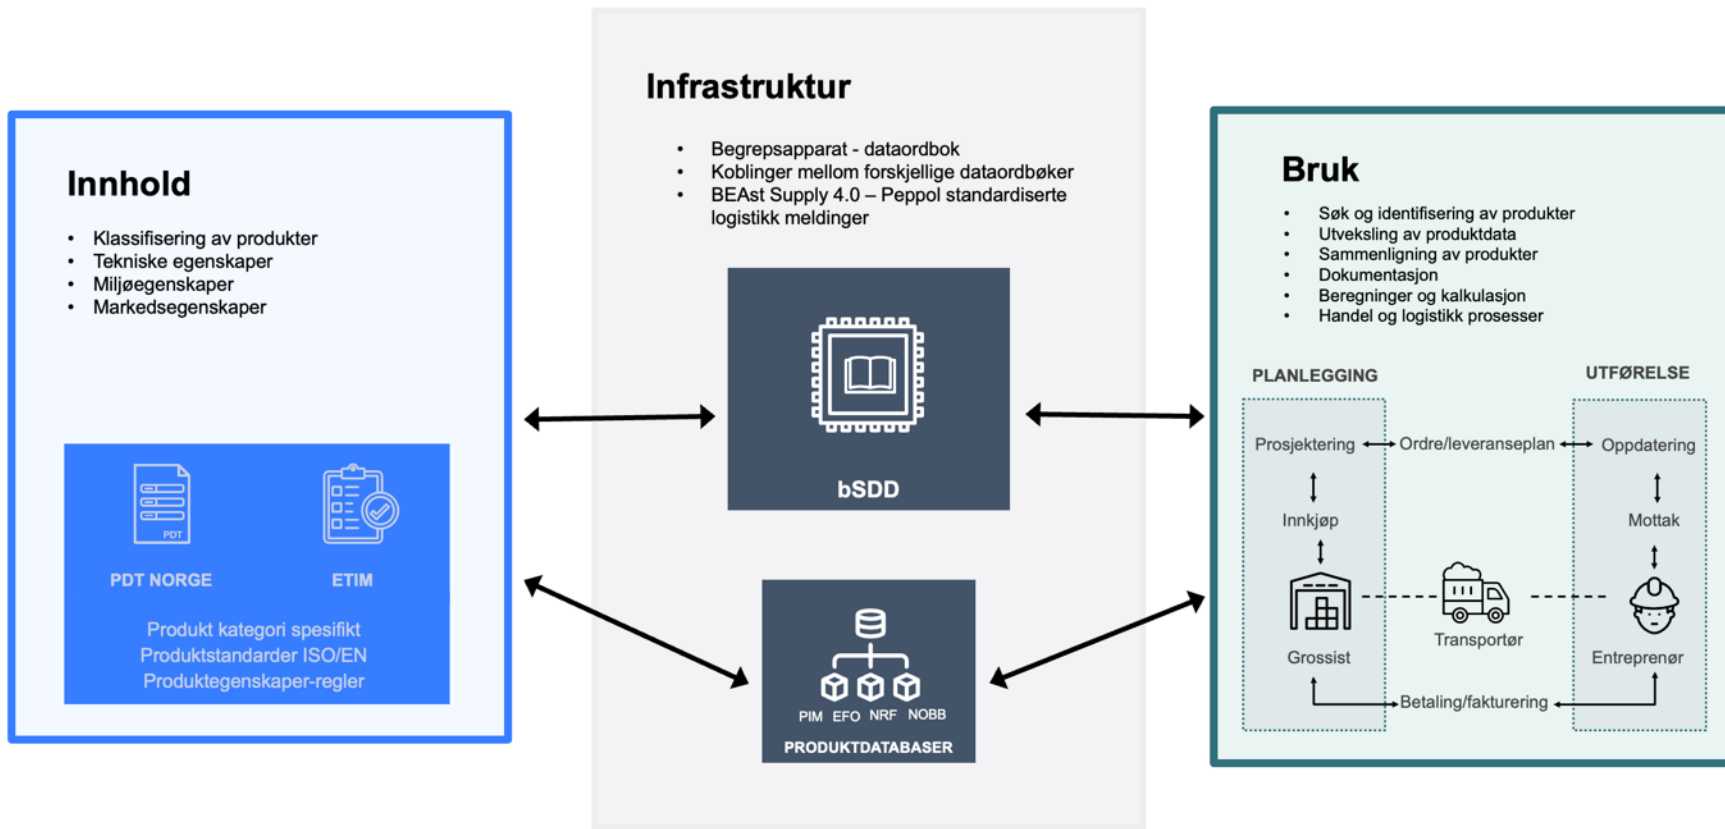 Innhold
• Klassifisering av produkter
• Tekniske egenskaper
• Miljøegenskaper
• Markedsegenskaper
PDT
PDT NORGE
ETIM
Produkt kategori spesifikt
Produktstandarder ISO/EN
Produktegenskaper-regler
Infrastruktur
• Begrepsapparat - dataordbok
• Koblinger mellom forskjellige dataordbøker
• BEAst Supply 4.0 – Peppol standardiserte
logistikk meldinger
bSDD
PIM EFO NRF NOBB
PRODUKTDATABASER
Bruk
• Søk og identifisering av produkter
• Utveksling av produktdata
• Sammenligning av produkter
• Dokumentasjon
• Beregninger og kalkulasjon
• Handel og logistikk prosesser
PLANLEGGING
UTFØRELSE
Prosjektering
Ordre/leveranseplan
Oppdatering
Innkjøp
Mottak
Transportør
Grossist
Entreprenør
Betaling/fakturering